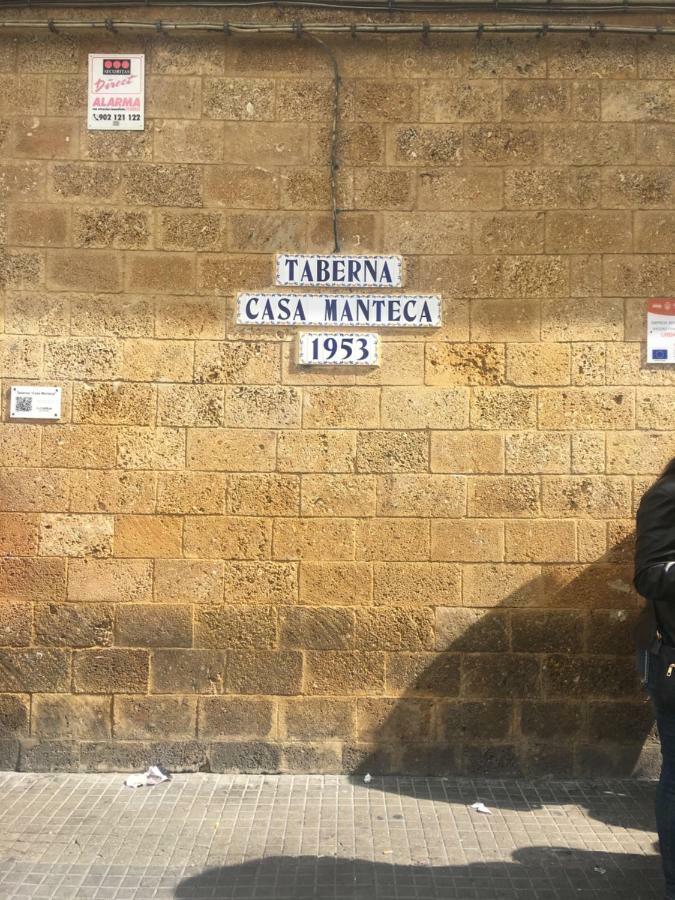 SECURITAS
Direct
ALARMA
902 121 122
TABERNA
CASA MANTECA
1953